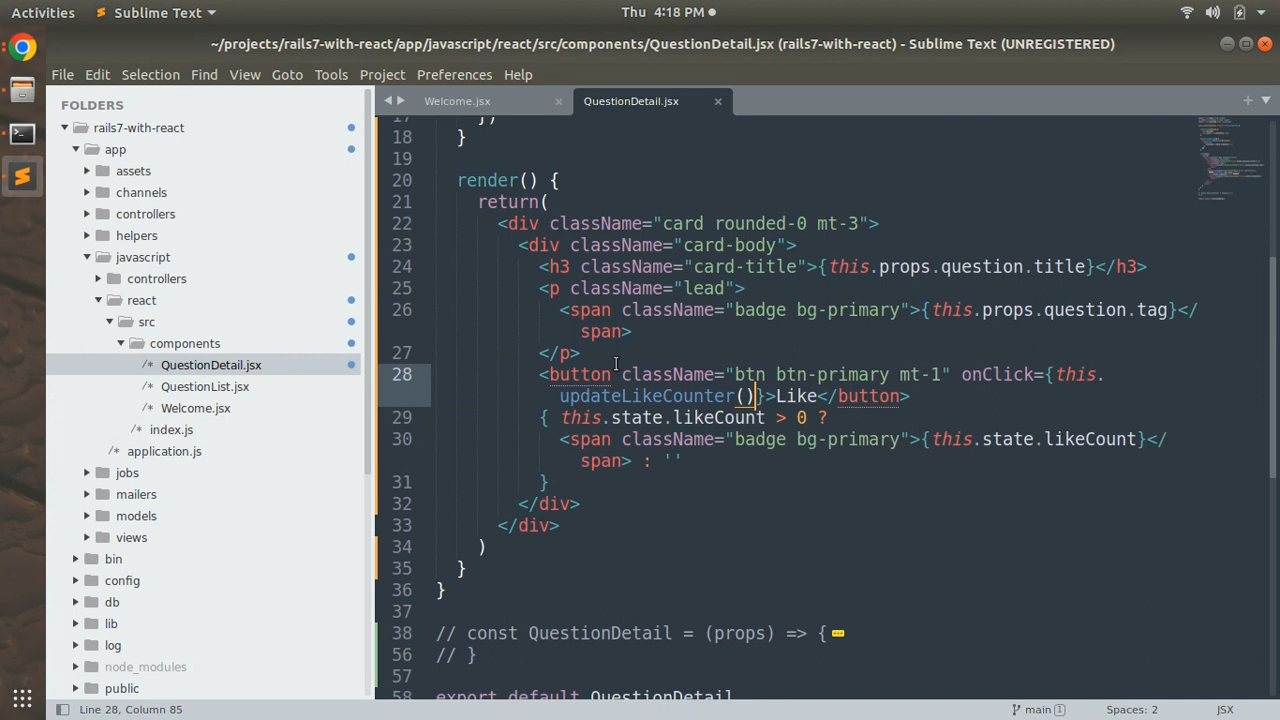 Activities Sublime Text Thu 4:18 PM
~/projects/rails7-with-react/app/javascript/react/src/components/QuestionDetail.jsx (rails7-with-react) - Sublime Text (UNREGISTERED)
File Edit Selection Find View Goto Tools Project Preferences Help
FOLDERS
rails7-with-react
app
assets
channels
controllers
helpers
javascript
controllers
react
src
components
/* QuestionDetail.jsx
/* QuestionList.jsx
/* Welcome.jsx
/* index.js
/* application.js
jobs
mailers
models
views
bin
config
db
lib
log
node_modules
public
Welcome.jsx QuestionDetail.jsx
17 })
18 }
19
20 render() {
21 return(
22 <div className="card rounded-0 mt-3">
23 <div className="card-body">
24 <h3 className="card-title">{this.props.question.title}</h3>
25 <p className="lead">
26 <span className="badge bg-primary">{this.props.question.tag}</
span>
27 </p>
28 <button className="btn btn-primary mt-1" onClick={this.
updateLikeCounter()}>Like</button>
29 { this.state.likeCount > 0 ?
30 <span className="badge bg-primary">{this.state.likeCount}</
span> : ''
31 }
32 </div>
33 </div>
34 )
35 }
36 }
37
38 // const QuestionDetail = (props) => {
56 // }
57
58 export default QuestionDetail
Line 28, Column 85 main 1 Spaces: 2 JSX